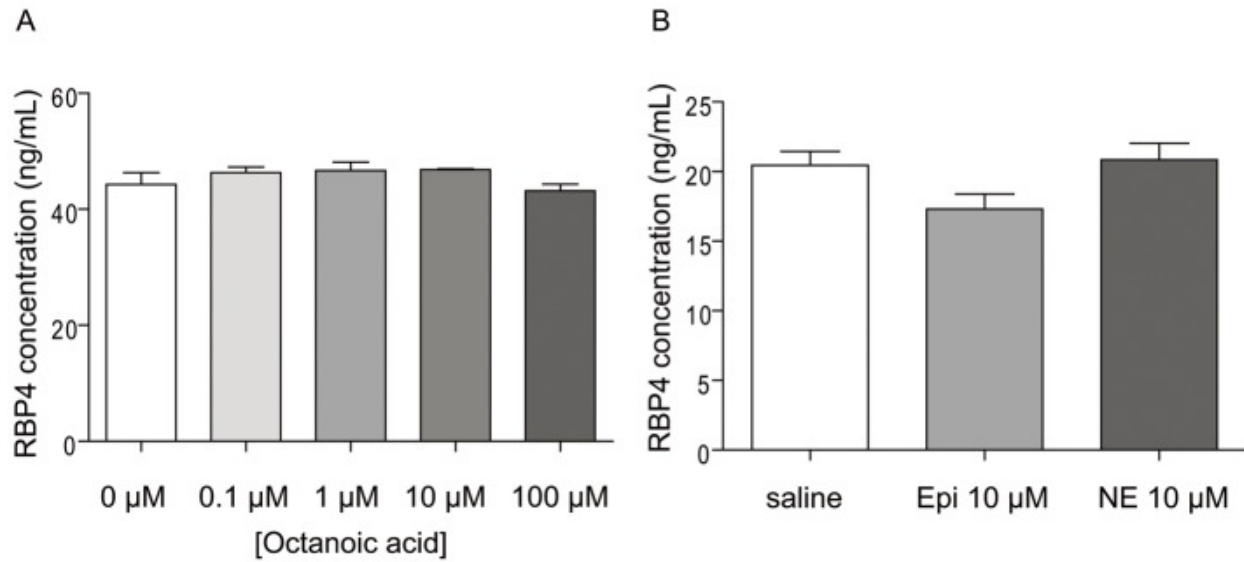 A
RBP4 concentration (ng/mL)
60
40
20
0
0 µM 0.1 µM 1 µM 10 µM 100 µM
[Octanoic acid]
B
RBP4 concentration (ng/mL)
25
20
15
10
5
0
saline Epi 10 µM NE 10 µM